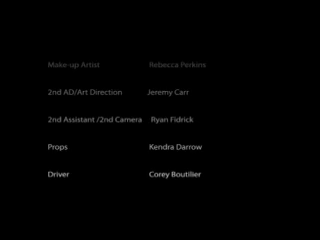 Make-up Artist Rebecca Perkins
2nd AD/Art Direction Jeremy Carr
2nd Assistant /2nd Camera Ryan Fidrick
Props Kendra Darrow
Driver Corey Boutilier